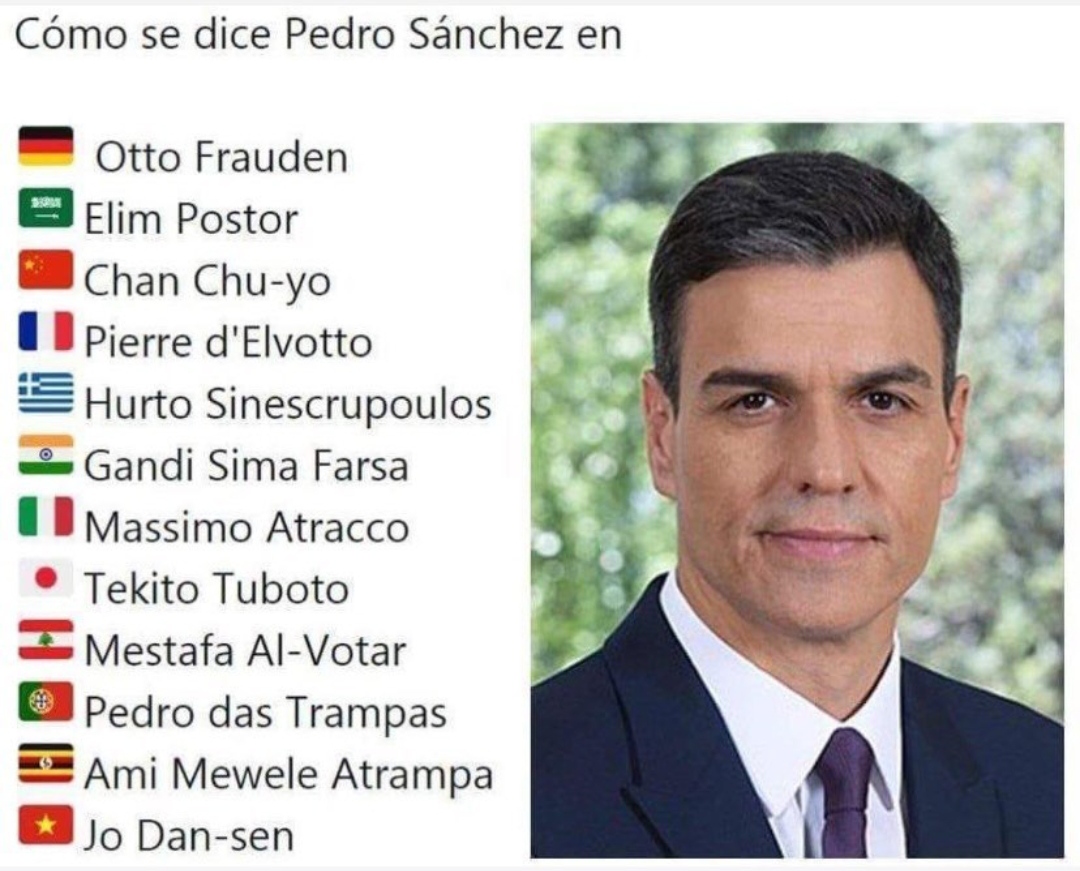 Cómo se dice Pedro Sánchez en
Otto Frauden
Elim Postor
Chan Chu-yo
Pierre d'Elvotto
Hurto Sinescrupoulos
Gandi Sima Farsa
Massimo Atracco
Tekito Tuboto
Mestafa Al-Votar
Pedro das Trampas
Ami Mewele Atrampa
Jo Dan-sen